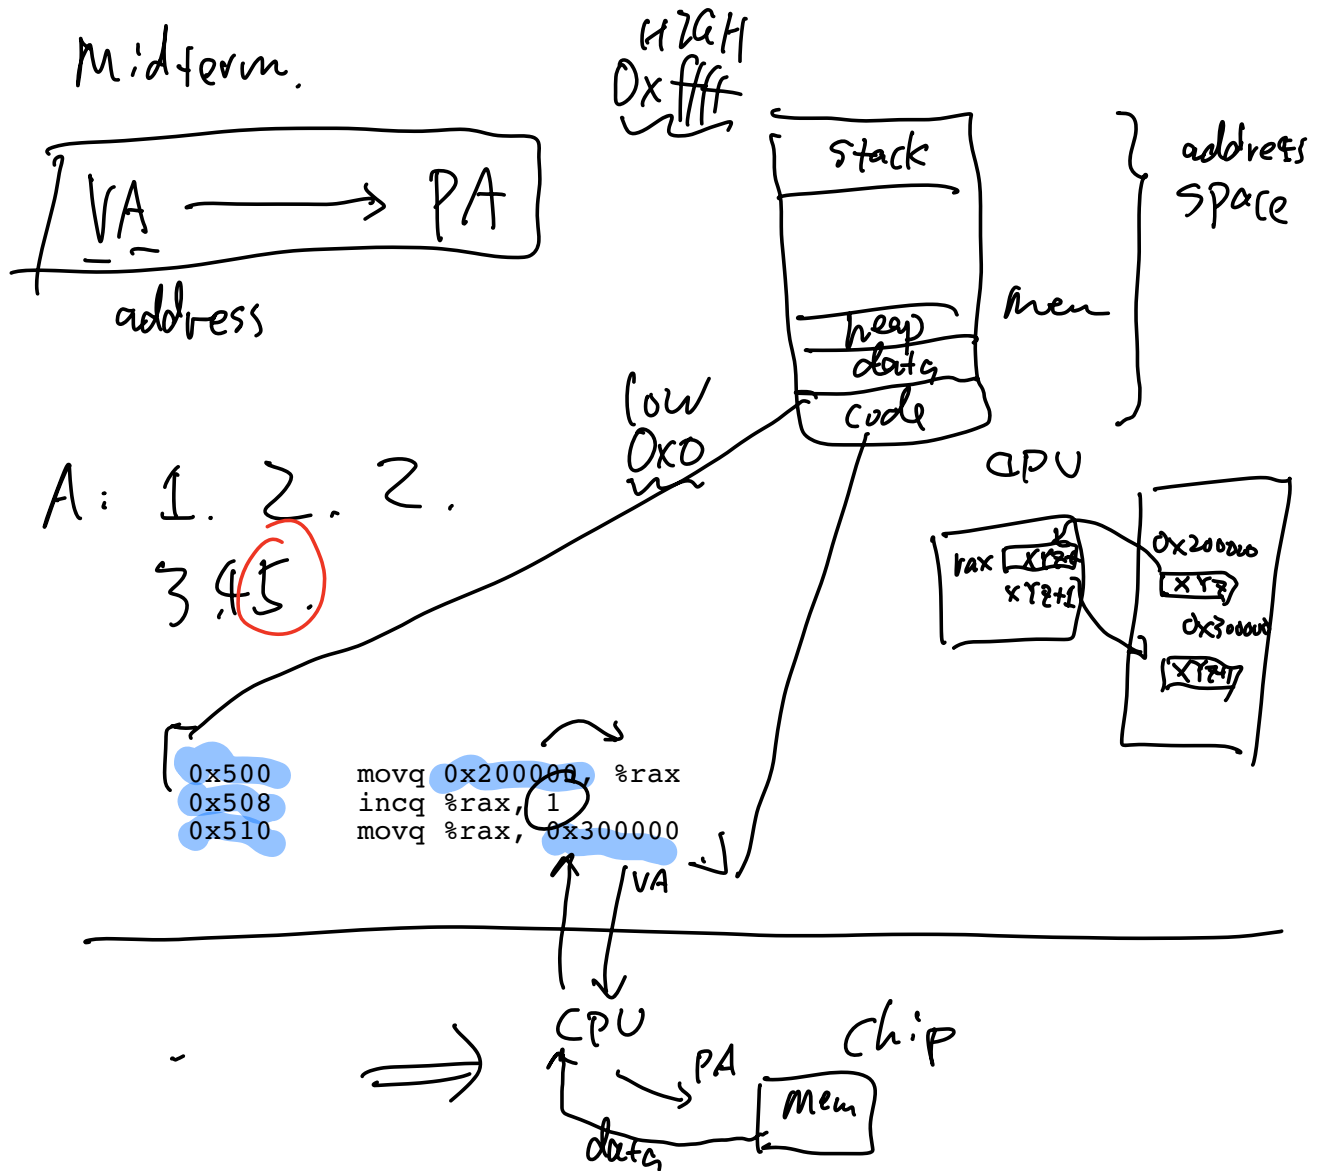 Midterm.
HIGH
0xffff
VA → PA
address
stack
heap
data
code
mem
address
space
low
0x0
A: 1. 2. 2.
3. 4. 5.
CPU
rax
XYZ+1
0x200000
XYZ
0x300000
XYZ+1
0x500 movq 0x200000, %rax
0x508 incq %rax, 1
0x510 movq %rax, 0x300000
VA
CPU
PA
chip
Mem
data